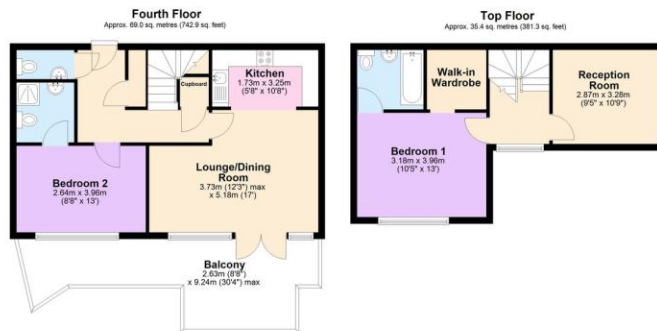 Fourth Floor
Approx. 69.0 sq. metres (742.9 sq. feet)
Cupboard
Kitchen
1.73m x 3.25m
(5'8" x 10'8")
Lounge/Dining
Room
3.73m (12'3") max
x 5.18m (17')
Bedroom 2
2.64m x 3.96m
(8'8" x 13')
Balcony
2.63m (8'8")
x 9.24m (30'4") max
Top Floor
Approx. 35.4 sq. metres (381.3 sq. feet)
Walk-in
Wardrobe
Reception
Room
2.87m x 3.28m
(9'5" x 10'9")
Bedroom 1
3.18m x 3.96m
(10'5" x 13')